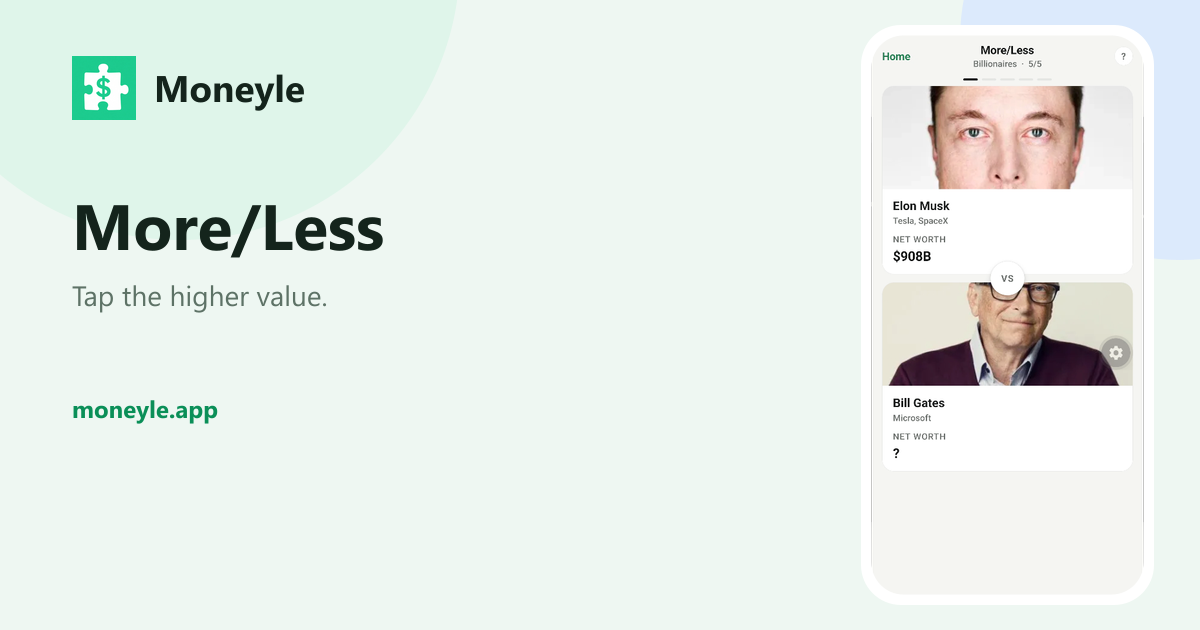 $
Moneyle
More/Less
Tap the higher value.
moneyle.app
Home
More/Less
Billionaires · 5/5
?
Elon Musk
Tesla, SpaceX
NET WORTH
$908B
VS
Bill Gates
Microsoft
NET WORTH
?